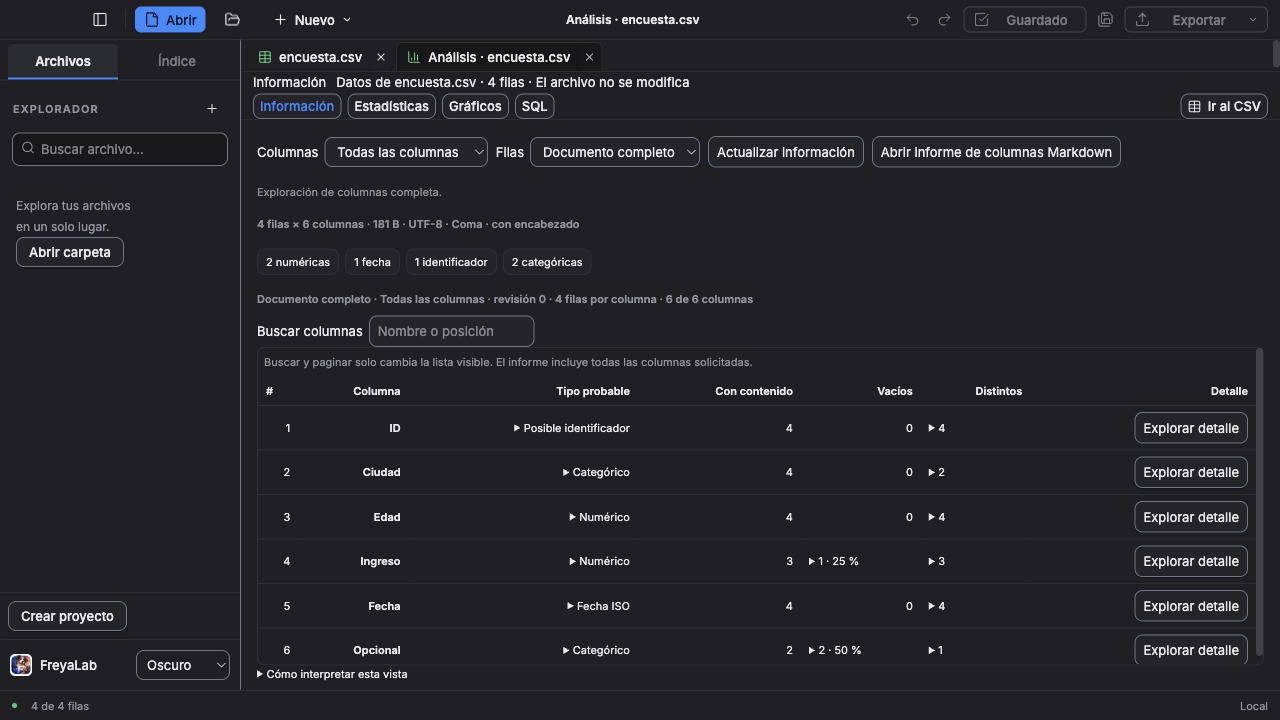 Abrir
Nuevo
Análisis · encuesta.csv
Guardado
Exportar
Archivos
Índice
EXPLORADOR
Buscar archivo...
Explora tus archivos
en un solo lugar.
Abrir carpeta
Crear proyecto
FreyaLab
Oscuro
encuesta.csv
Análisis · encuesta.csv
Información Datos de encuesta.csv · 4 filas · El archivo no se modifica
Información Estadísticas Gráficos SQL Ir al CSV
Columnas Todas las columnas Filas Documento completo Actualizar información Abrir informe de columnas Markdown
Exploración de columnas completa.
4 filas × 6 columnas · 181 B · UTF-8 · Coma · con encabezado
2 numéricas 1 fecha 1 identificador 2 categóricas
Documento completo · Todas las columnas · revisión 0 · 4 filas por columna · 6 de 6 columnas
Buscar columnas Nombre o posición
Buscar y paginar solo cambia la lista visible. El informe incluye todas las columnas solicitadas.
# Columna Tipo probable Con contenido Vacíos Distintos Detalle
1 ID Posible identificador 4 0 4 Explorar detalle
2 Ciudad Categórico 4 0 2 Explorar detalle
3 Edad Numérico 4 0 4 Explorar detalle
4 Ingreso Numérico 3 1 · 25 % 3 Explorar detalle
5 Fecha Fecha ISO 4 0 4 Explorar detalle
6 Opcional Categórico 2 2 · 50 % 1 Explorar detalle
Cómo interpretar esta vista
4 de 4 filas
Local